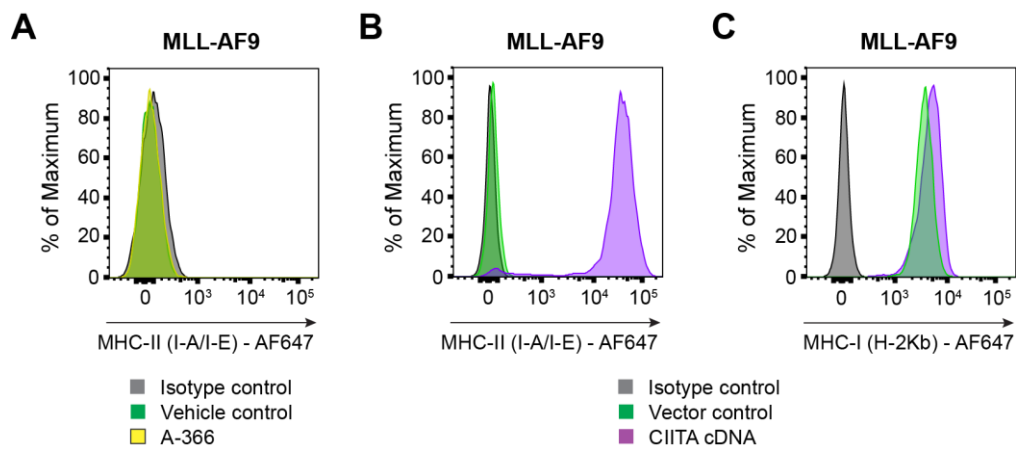 A
MLL-AF9
% of Maximum
100
80
60
40
20
0
0 10³ 10⁴ 10⁵
MHC-II (I-A/I-E) - AF647
Isotype control
Vehicle control
A-366
B
MLL-AF9
% of Maximum
100
80
60
40
20
0
0 10³ 10⁴ 10⁵
MHC-II (I-A/I-E) - AF647
C
MLL-AF9
% of Maximum
100
80
60
40
20
0
0 10³ 10⁴ 10⁵
MHC-I (H-2Kb) - AF647
Isotype control
Vector control
CIITA cDNA